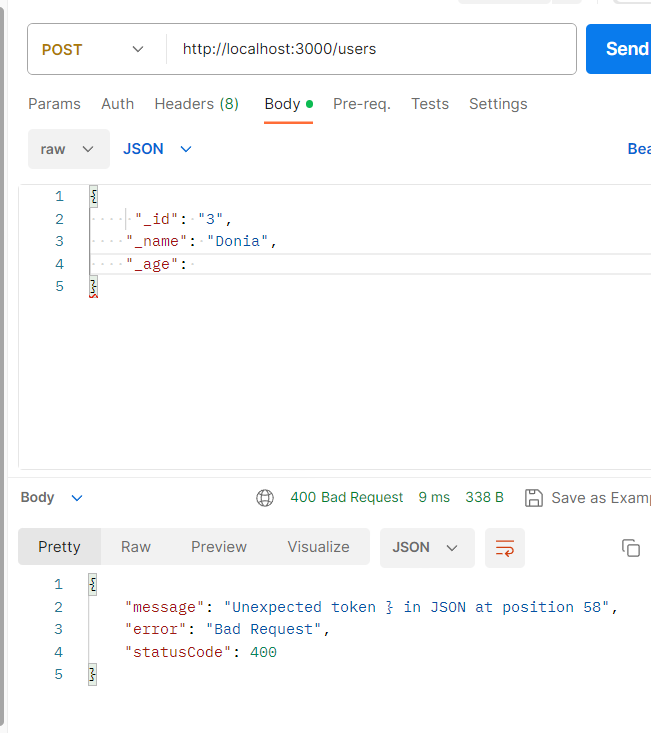 POST http://localhost:3000/users Send
Params Auth Headers (8) Body Pre-req. Tests Settings
raw JSON Bea
1 {
2 "_id": "3",
3 "_name": "Donia",
4 "_age":
5 }
Body 400 Bad Request 9 ms 338 B Save as Examp
Pretty Raw Preview Visualize JSON
1 {
2 "message": "Unexpected token } in JSON at position 58",
3 "error": "Bad Request",
4 "statusCode": 400
5 }